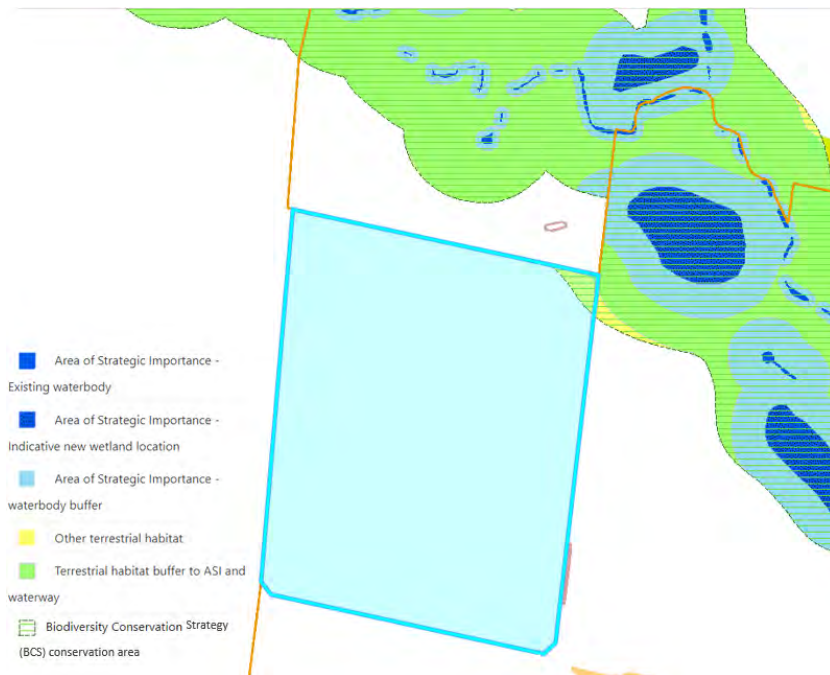 Area of Strategic Importance -
Existing waterbody
Area of Strategic Importance -
Indicative new wetland location
Area of Strategic Importance -
waterbody buffer
Other terrestrial habitat
Terrestrial habitat buffer to ASI and
waterway
Biodiversity Conservation Strategy
(BCS) conservation area